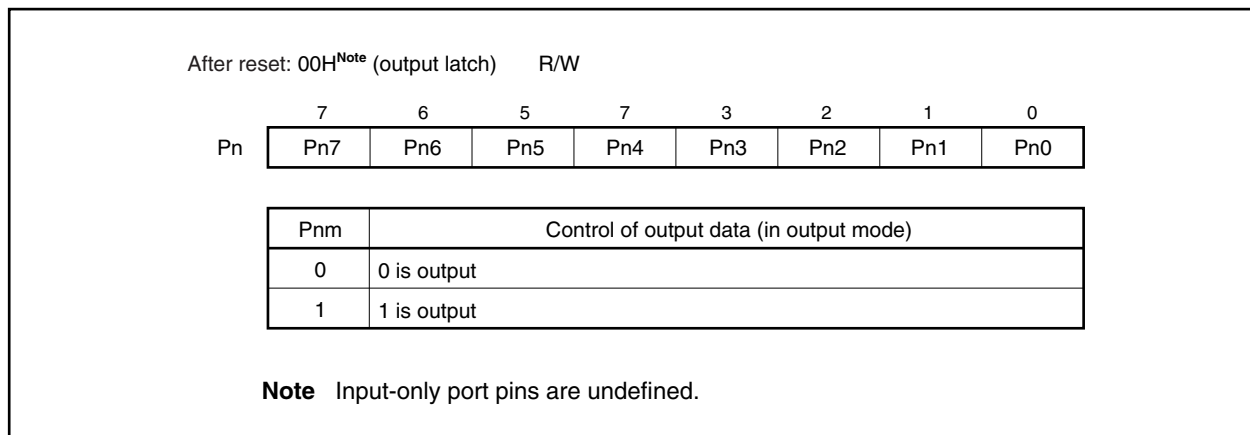 After reset: 00HNote (output latch) R/W
7 6 5 7 3 2 1 0
Pn Pn7 Pn6 Pn5 Pn4 Pn3 Pn2 Pn1 Pn0
Pnm Control of output data (in output mode)
0 0 is output
1 1 is output
Note Input-only port pins are undefined.